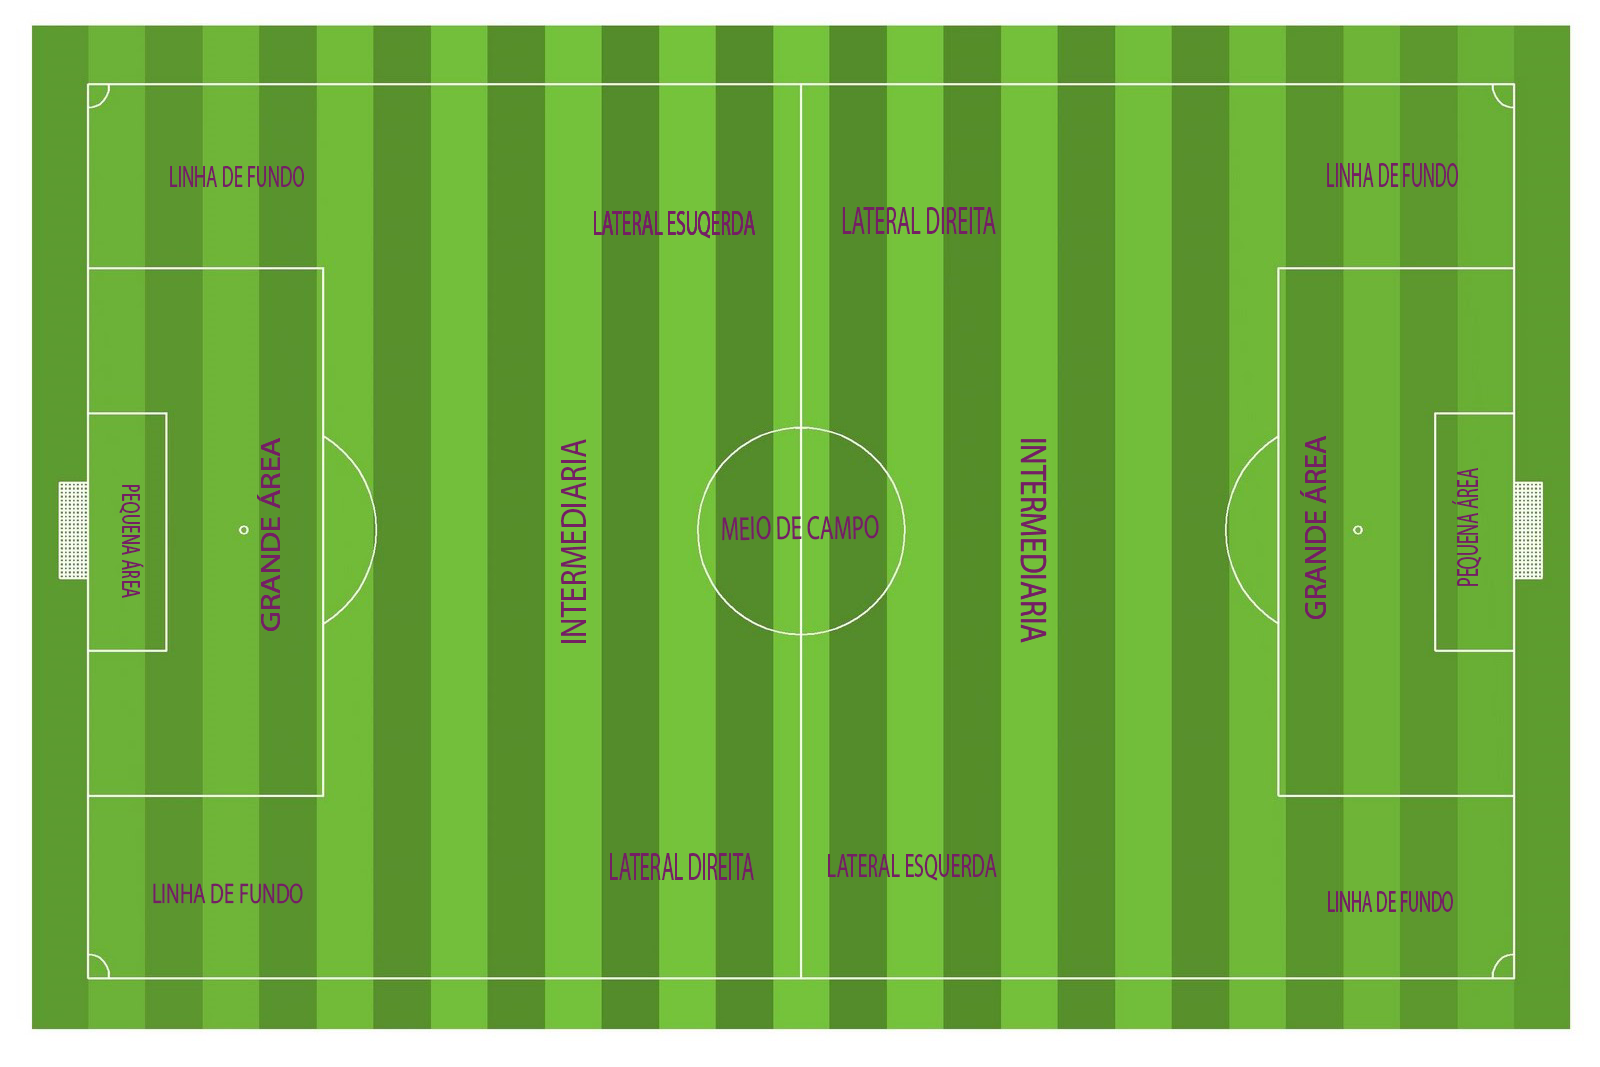 LINHA DE FUNDO
LINHA DE FUNDO
LATERAL ESUQERDA
LATERAL DIREITA
PEQUENA ÁREA
GRANDE ÁREA
INTERMEDIARIA
MEIO DE CAMPO
INTERMEDIARIA
GRANDE ÁREA
PEQUENA ÁREA
LATERAL DIREITA
LATERAL ESQUERDA
LINHA DE FUNDO
LINHA DE FUNDO